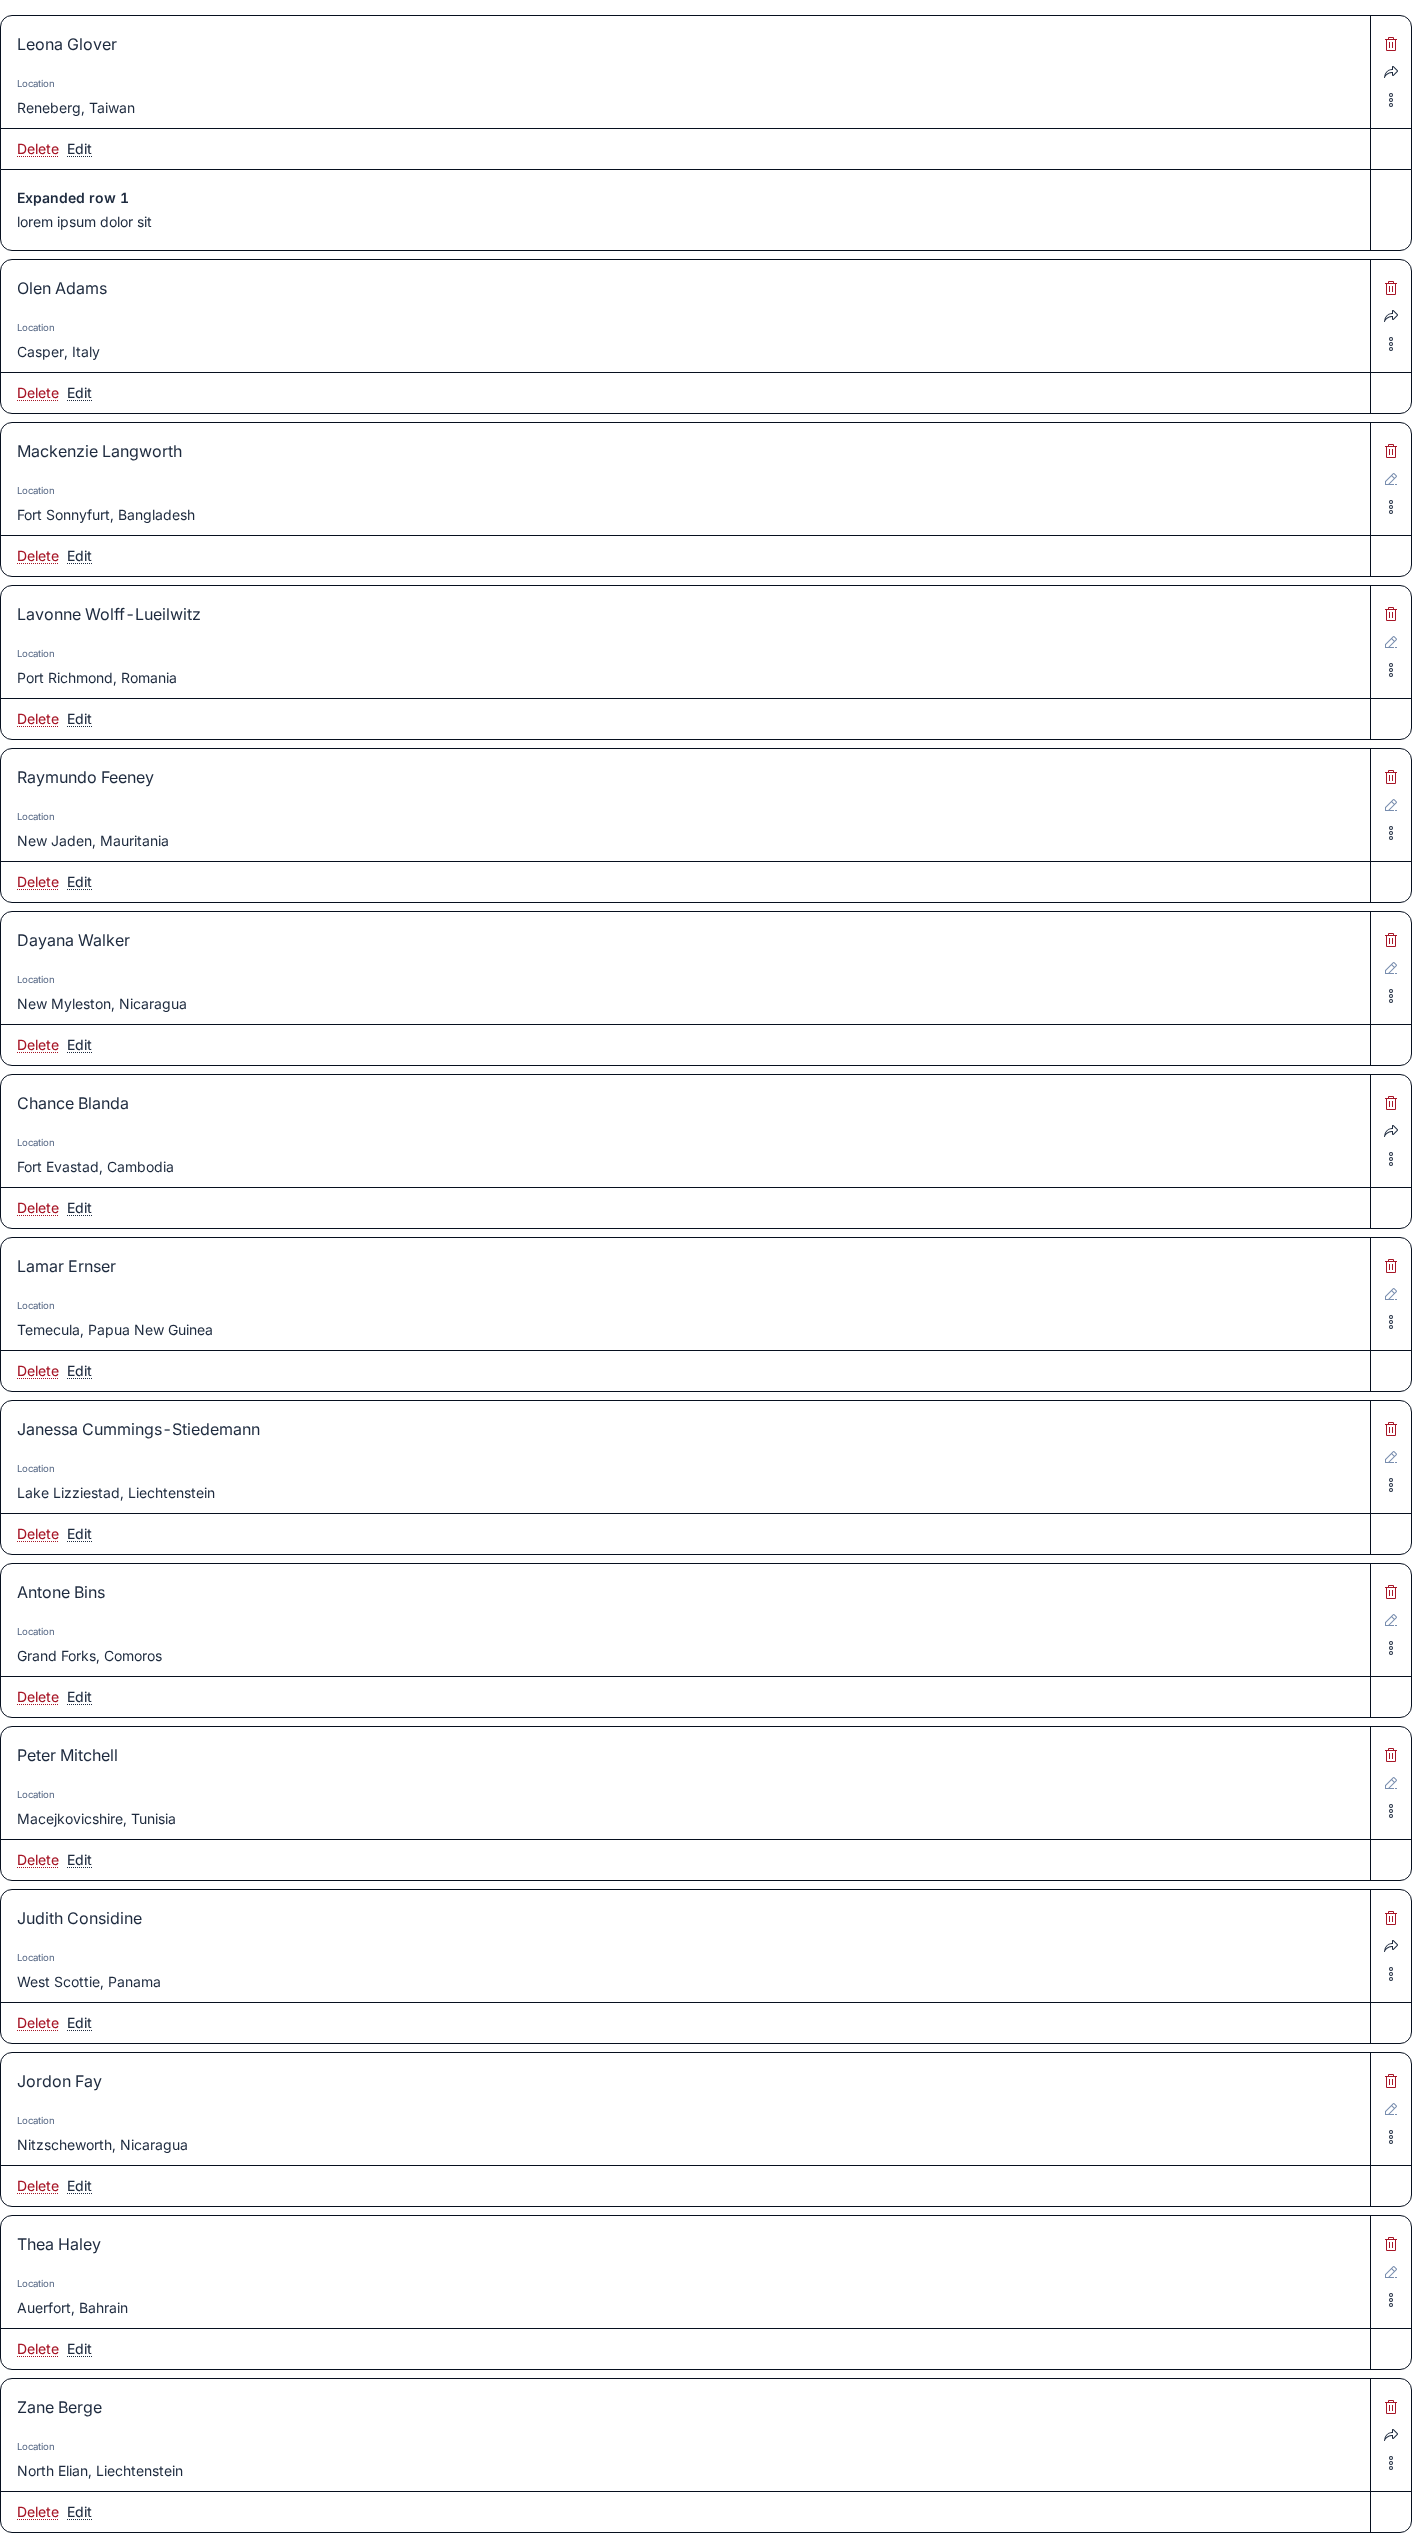 Leona Glover
Location
Reneberg, Taiwan
Delete Edit
Expanded row 1
lorem ipsum dolor sit
Olen Adams
Location
Casper, Italy
Delete Edit
Mackenzie Langworth
Location
Fort Sonnyfurt, Bangladesh
Delete Edit
Lavonne Wolff-Lueilwitz
Location
Port Richmond, Romania
Delete Edit
Raymundo Feeney
Location
New Jaden, Mauritania
Delete Edit
Dayana Walker
Location
New Myleston, Nicaragua
Delete Edit
Chance Blanda
Location
Fort Evastad, Cambodia
Delete Edit
Lamar Ernser
Location
Temecula, Papua New Guinea
Delete Edit
Janessa Cummings-Stiedemann
Location
Lake Lizziestad, Liechtenstein
Delete Edit
Antone Bins
Location
Grand Forks, Comoros
Delete Edit
Peter Mitchell
Location
Macejkovicshire, Tunisia
Delete Edit
Judith Considine
Location
West Scottie, Panama
Delete Edit
Jordon Fay
Location
Nitzscheworth, Nicaragua
Delete Edit
Thea Haley
Location
Auerfort, Bahrain
Delete Edit
Zane Berge
Location
North Elian, Liechtenstein
Delete Edit